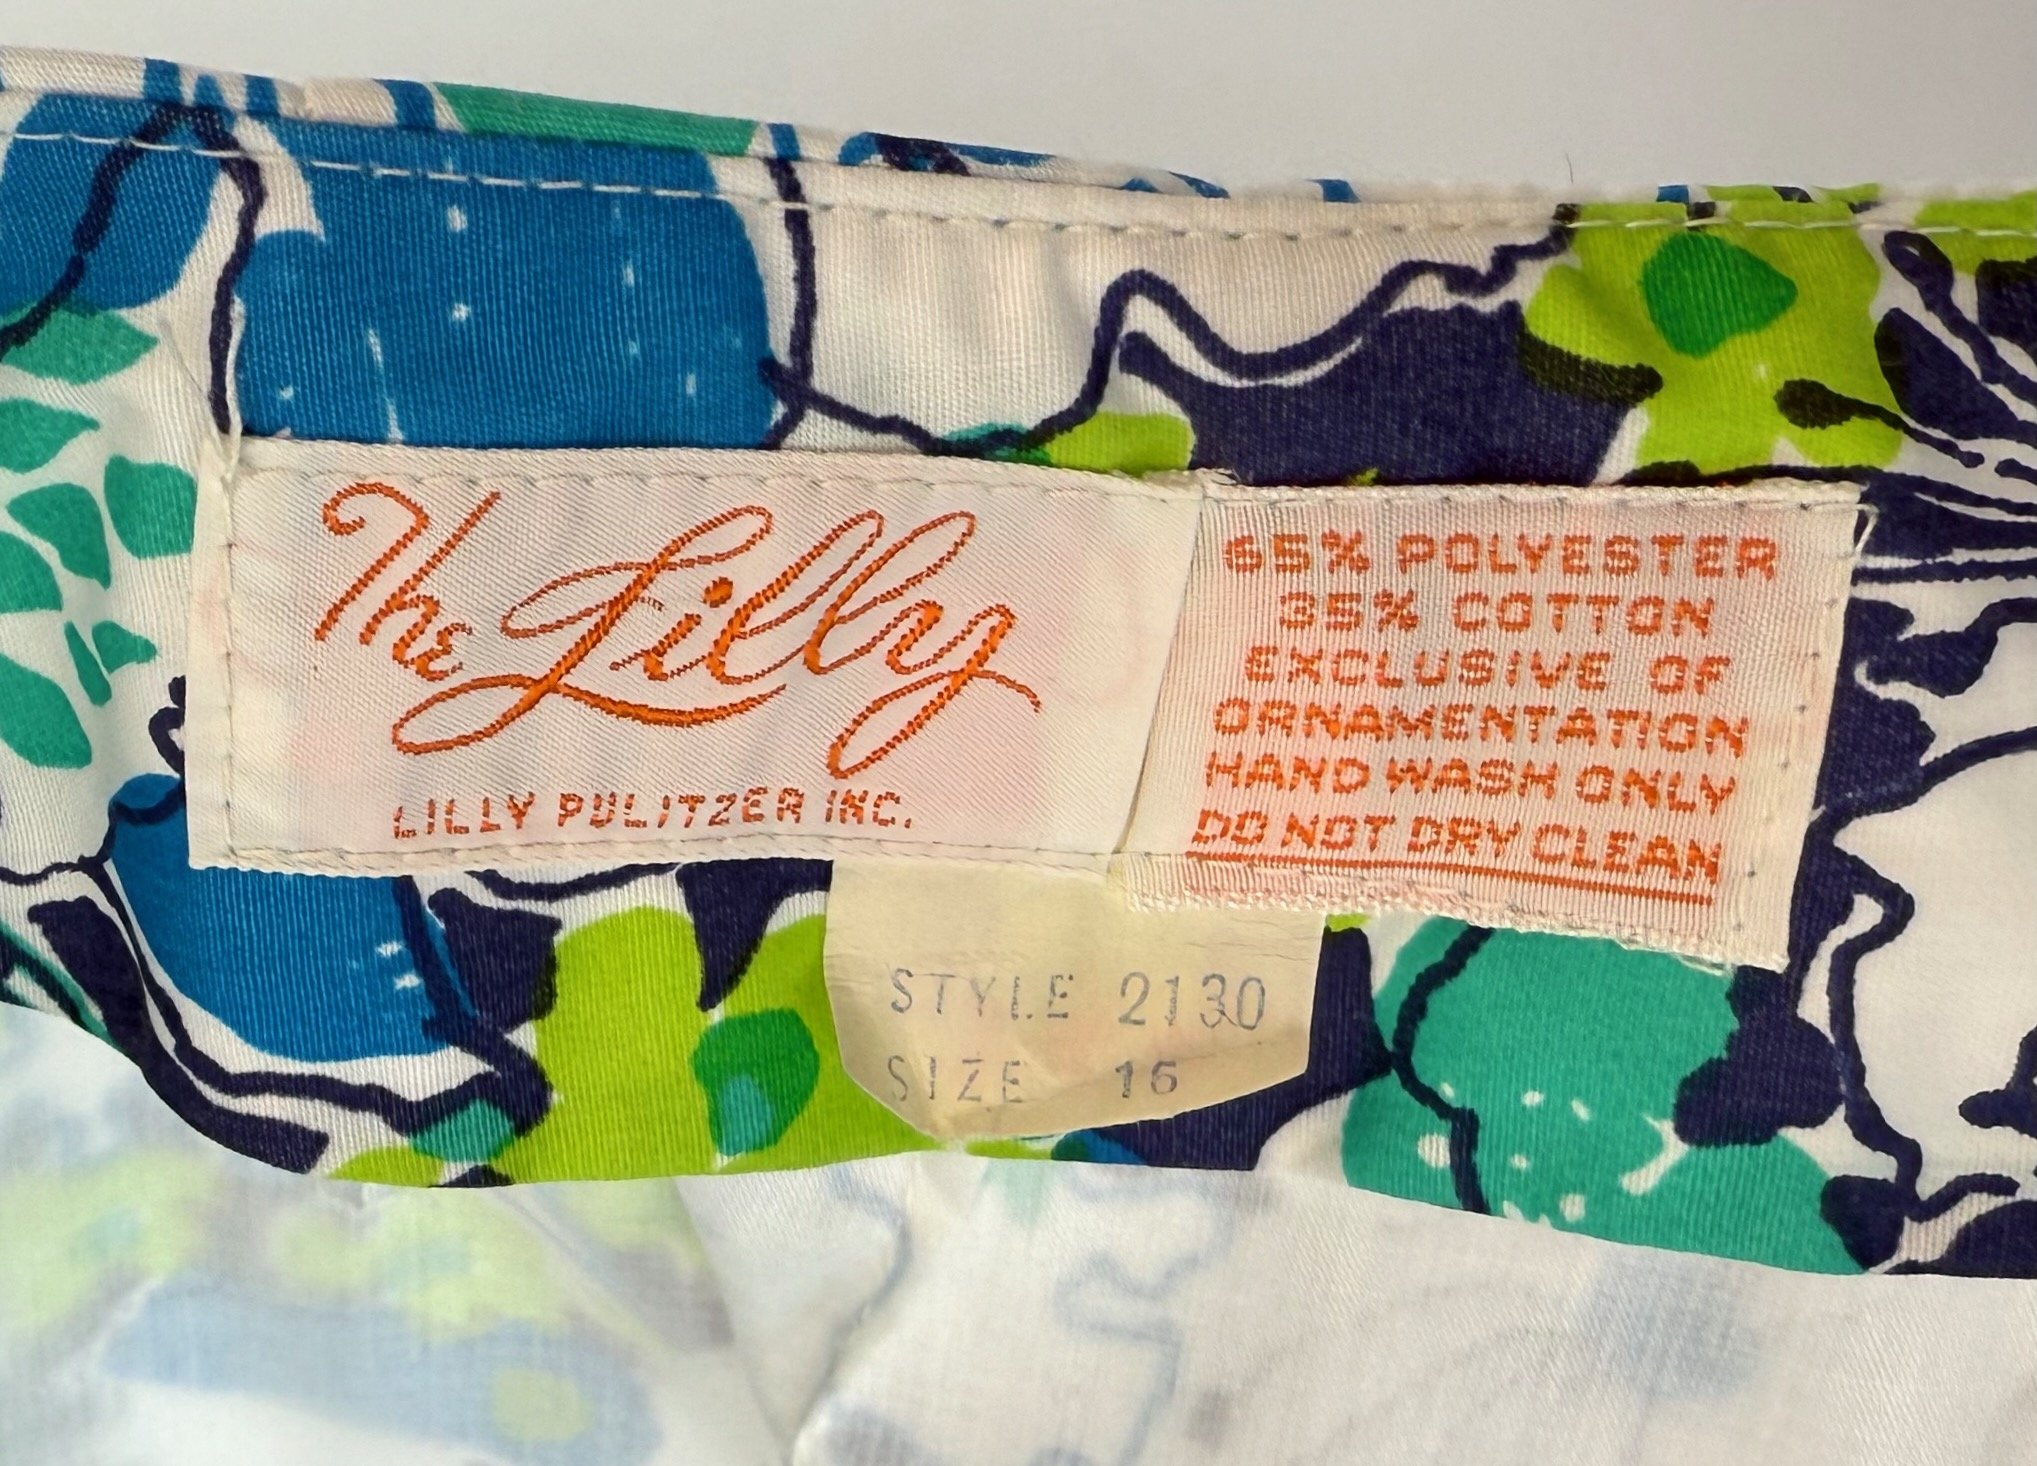 The Lilly
LILLY PULITZER INC.
65% POLYESTER
35% COTTON
EXCLUSIVE OF
ORNAMENTATION
HAND WASH ONLY
DO NOT DRY CLEAN
STYLE 2130
SIZE 16